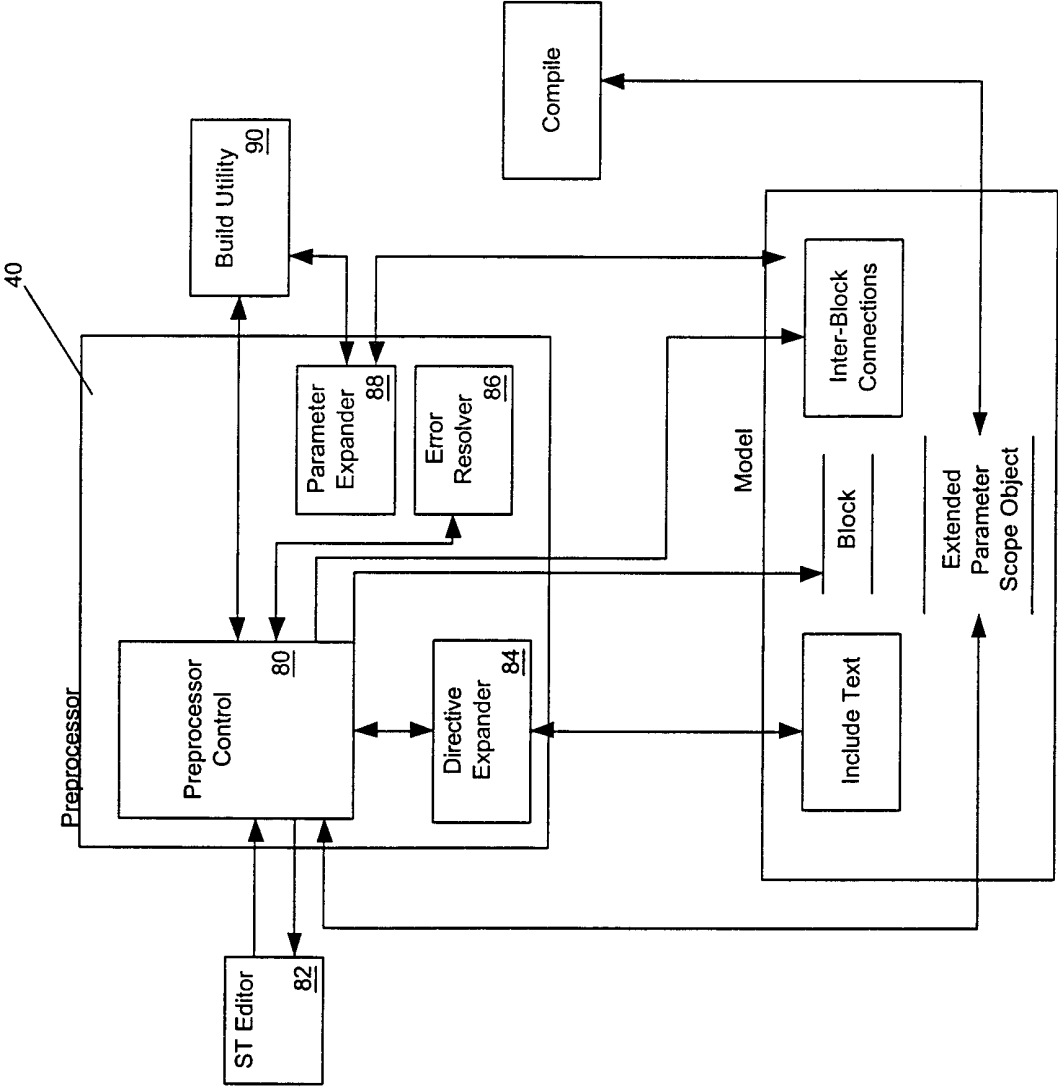 40
Preprocessor
ST Editor
82
Preprocessor
Control
80
Build Utility
90
Parameter
Expander
88
Error
Resolver
86
Directive
Expander
84
Compile
Model
Include Text
Block
Inter-Block
Connections
Extended
Parameter
Scope Object